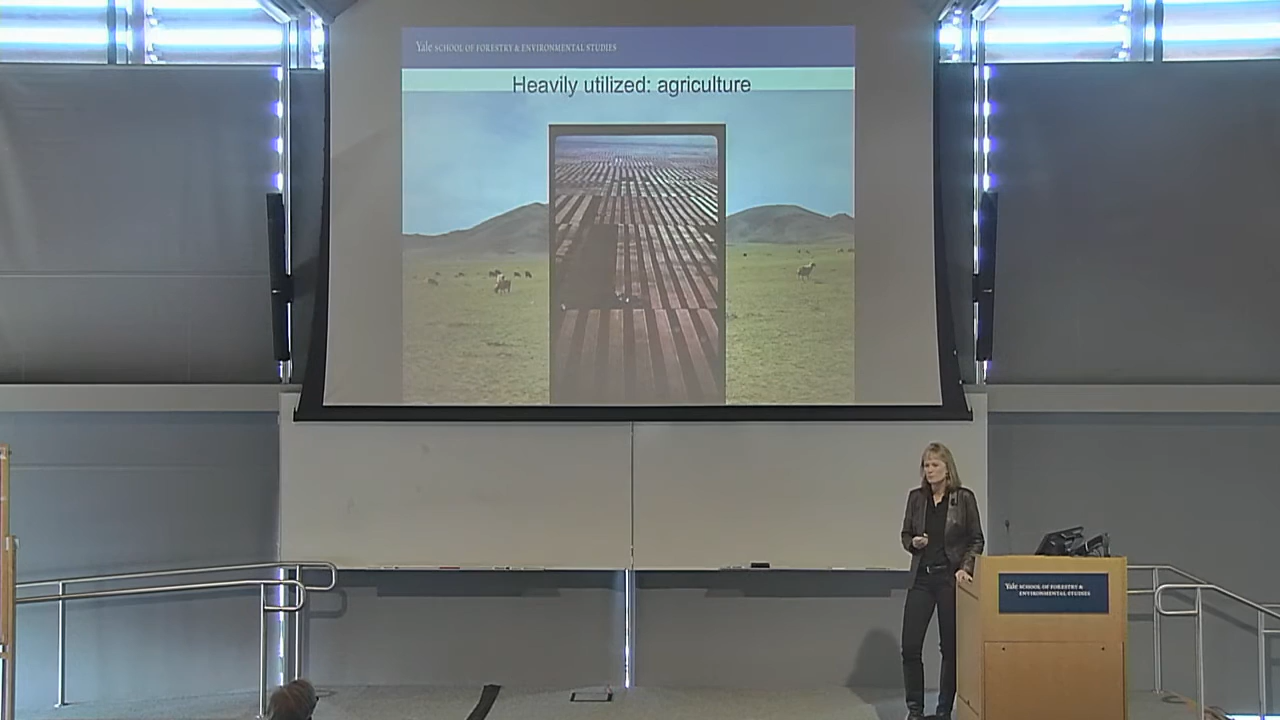 Yale SCHOOL OF FORESTRY & ENVIRONMENTAL STUDIES
Heavily utilized: agriculture
Yale SCHOOL OF FORESTRY &
ENVIRONMENTAL STUDIES